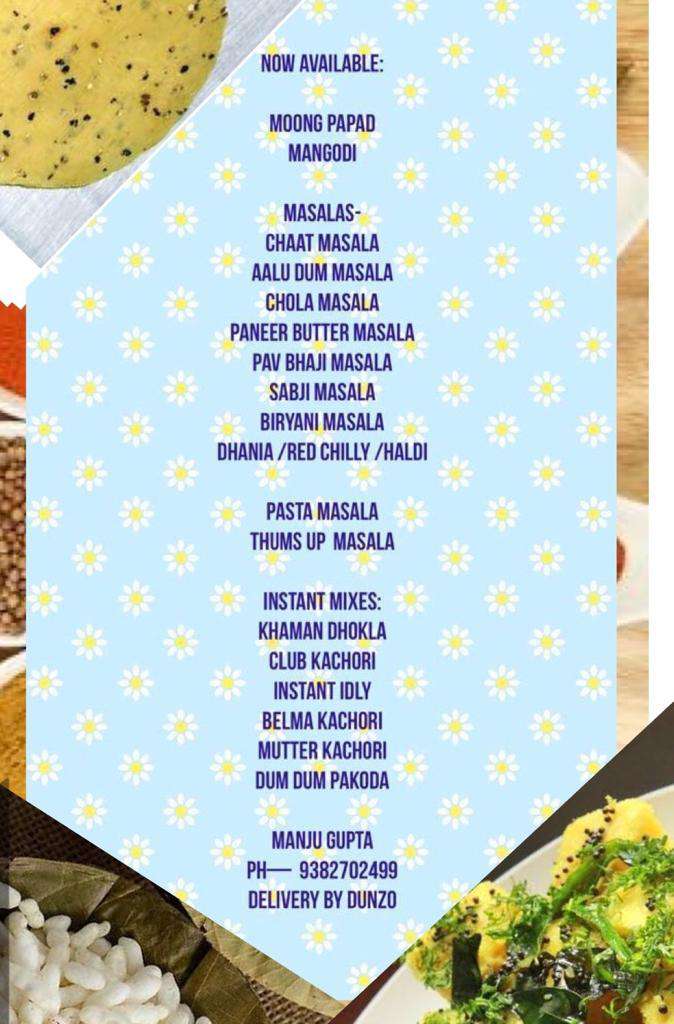 NOW AVAILABLE:
MOONG PAPAD
MANGODI
MASALAS-
CHAAT MASALA
AALU DUM MASALA
CHOLA MASALA
PANEER BUTTER MASALA
PAV BHAJI MASALA
SABJI MASALA
BIRYANI MASALA
DHANIA /RED CHILLY /HALDI
PASTA MASALA
THUMS UP  MASALA
INSTANT MIXES:
KHAMAN DHOKLA
CLUB KACHORI
INSTANT IDLY
BELMA KACHORI
MUTTER KACHORI
DUM DUM PAKODA
MANJU GUPTA
PH–– 9382702499
DELIVERY BY DUNZO